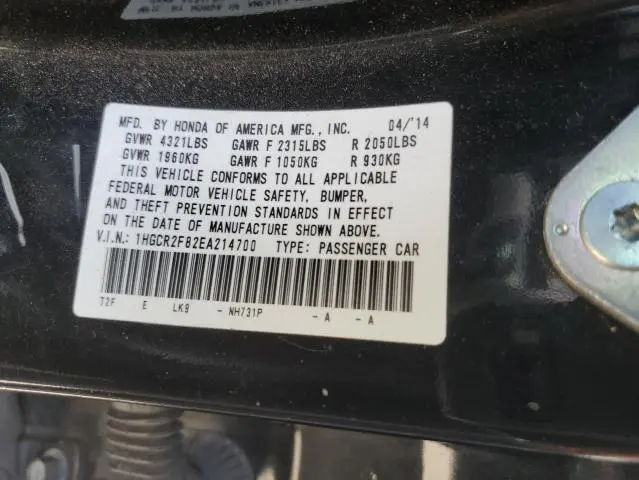 MFD. BY HONDA OF AMERICA MFG., INC. 04/'14
GVWR 4321LBS GAWR F 2315LBS R 2050LBS
GVWR 1960KG GAWR F 1050KG R 930KG
THIS VEHICLE CONFORMS TO ALL APPLICABLE
FEDERAL MOTOR VEHICLE SAFETY, BUMPER,
AND THEFT PREVENTION STANDARDS IN EFFECT
ON THE DATE OF MANUFACTURE SHOWN ABOVE.
V.I.N.: 1HGCR2F82EA214700 TYPE: PASSENGER CAR
T2F E LK9 - NH731P - A - A